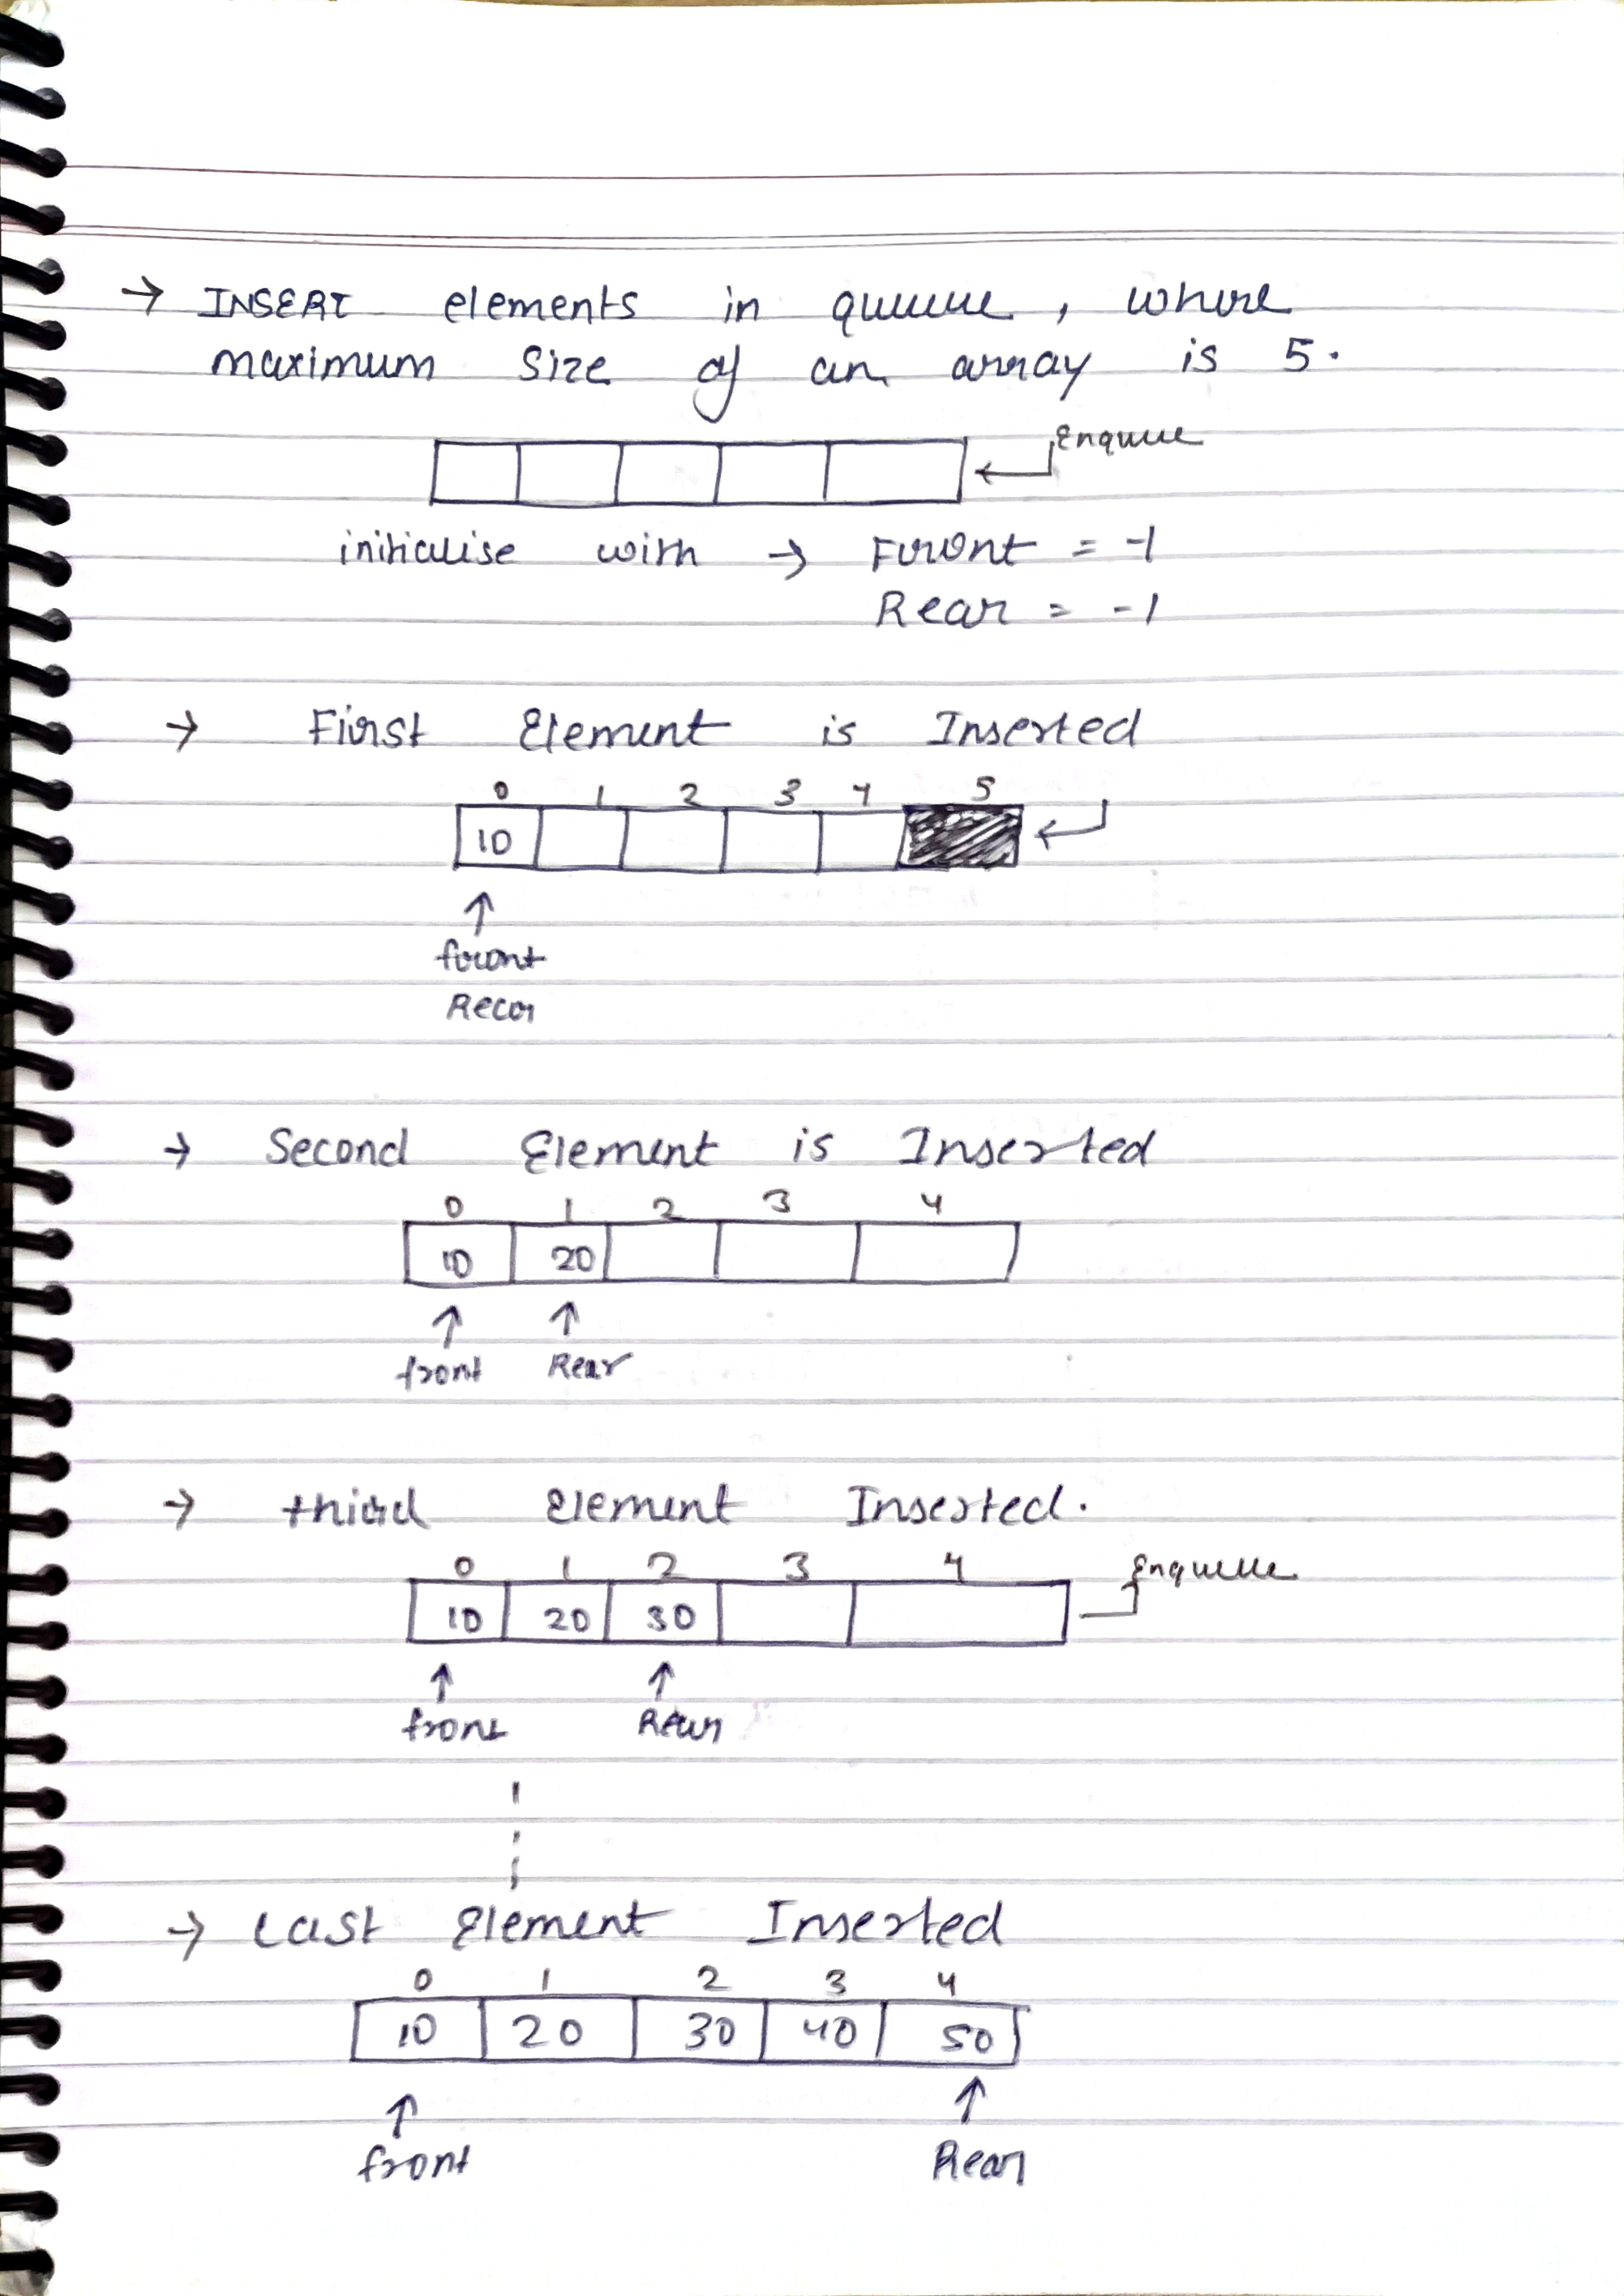 → INSERT elements in queue, where
maximum size of an array is 5.
Enqueue
initialise with → Front = -1
Rear = -1
→ First Element is Inserted
0 1 2 3 4 5
10
↑
front
Rear
→ Second Element is Inserted
0 1 2 3 4
10 20
↑ ↑
front Rear
→ third Element Inserted.
0 1 2 3 4 Enqueue
10 20 30
↑ ↑
front Rear
→ Last Element Inserted
0 1 2 3 4
10 20 30 40 50
↑ ↑
front Rear